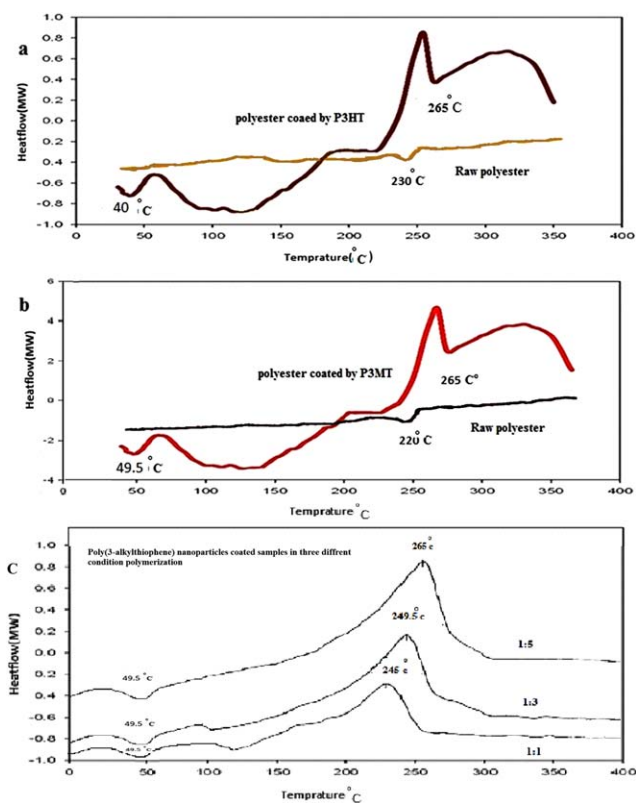 a
1.0
0.8
0.6
0.4
0.2
-0.2
0.4
-0.6
-0.8
-1.0
Heatflow(MW)
polyester coaed by P3HT
265 C°
Raw polyester
230 C°
40 C°
0 50 100 150 200 250 300 350 400
Temprature(°C)
b
6
4
2
0
-2
-4
Heatflow(MW)
polyester coated by P3MT
265 C°
Raw polyester
220 C°
49.5 C°
0 50 100 150 200 250 300 350 400
Temprature°C
C
Poly(3-alkylthiophene) nanoparticles coated samples in three diffrent
condition polymerization
1.0
0.8
0.6
0.4
0.2
0.0
-0.2
0.4
-0.6
-0.8
-1.0
Heatflow(MW)
265°c
249.5°c
245°c
49.5 °C
49.5 °C
49.5 °C
1:5
1:3
1:1
0 50 100 150 200 250 300 350 400
Temprature°C